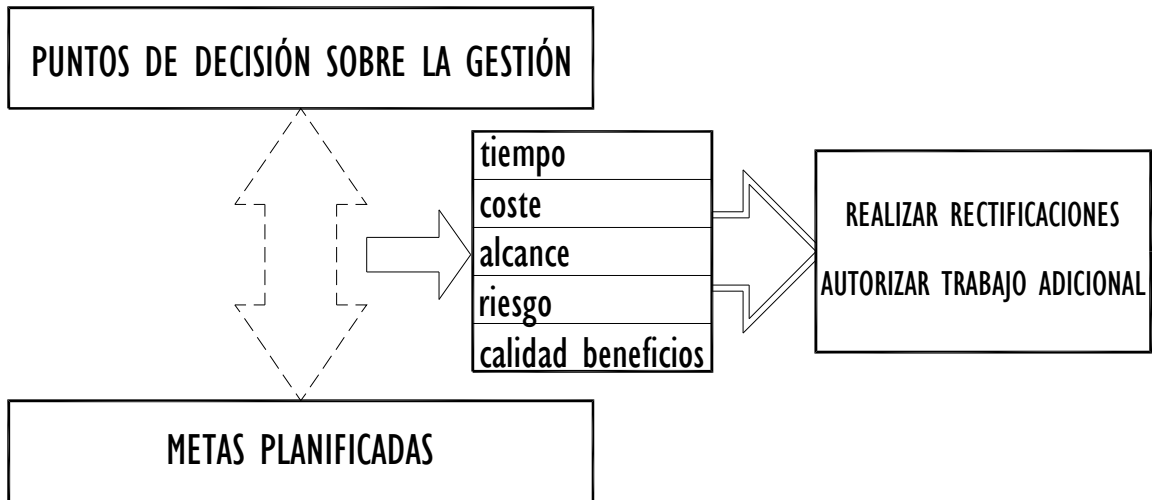 PUNTOS DE DECISIÓN SOBRE LA GESTIÓN
tiempo
coste
alcance
riesgo
calidad beneficios
REALIZAR RECTIFICACIONES
AUTORIZAR TRABAJO ADICIONAL
METAS PLANIFICADAS